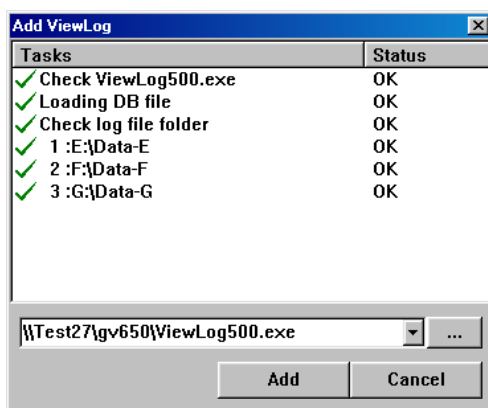 Add ViewLog
Tasks Status
Check ViewLog500.exe OK
Loading DB file OK
Check log file folder OK
1 :E:\Data-E OK
2 :F:\Data-F OK
3 :G:\Data-G OK
\\Test27\gv650\ViewLog500.exe ...
Add Cancel